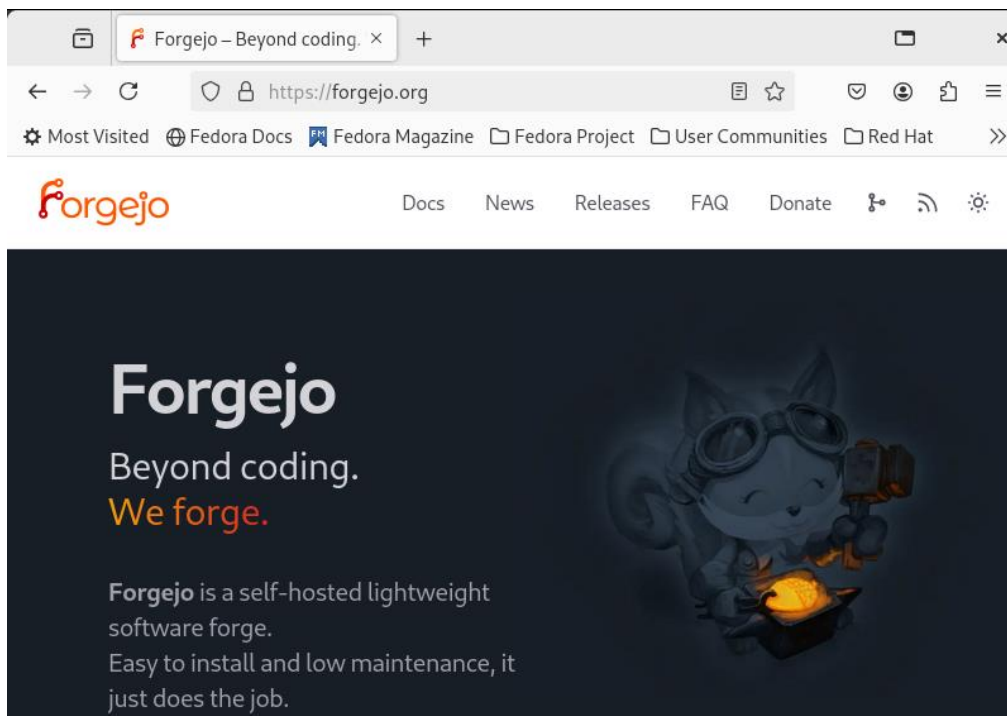 Forgejo – Beyond coding.
https://forgejo.org
Most Visited Fedora Docs Fedora Magazine Fedora Project User Communities Red Hat
Forgejo Docs News Releases FAQ Donate
Forgejo
Beyond coding.
We forge.
Forgejo is a self-hosted lightweight
software forge.
Easy to install and low maintenance, it
just does the job.